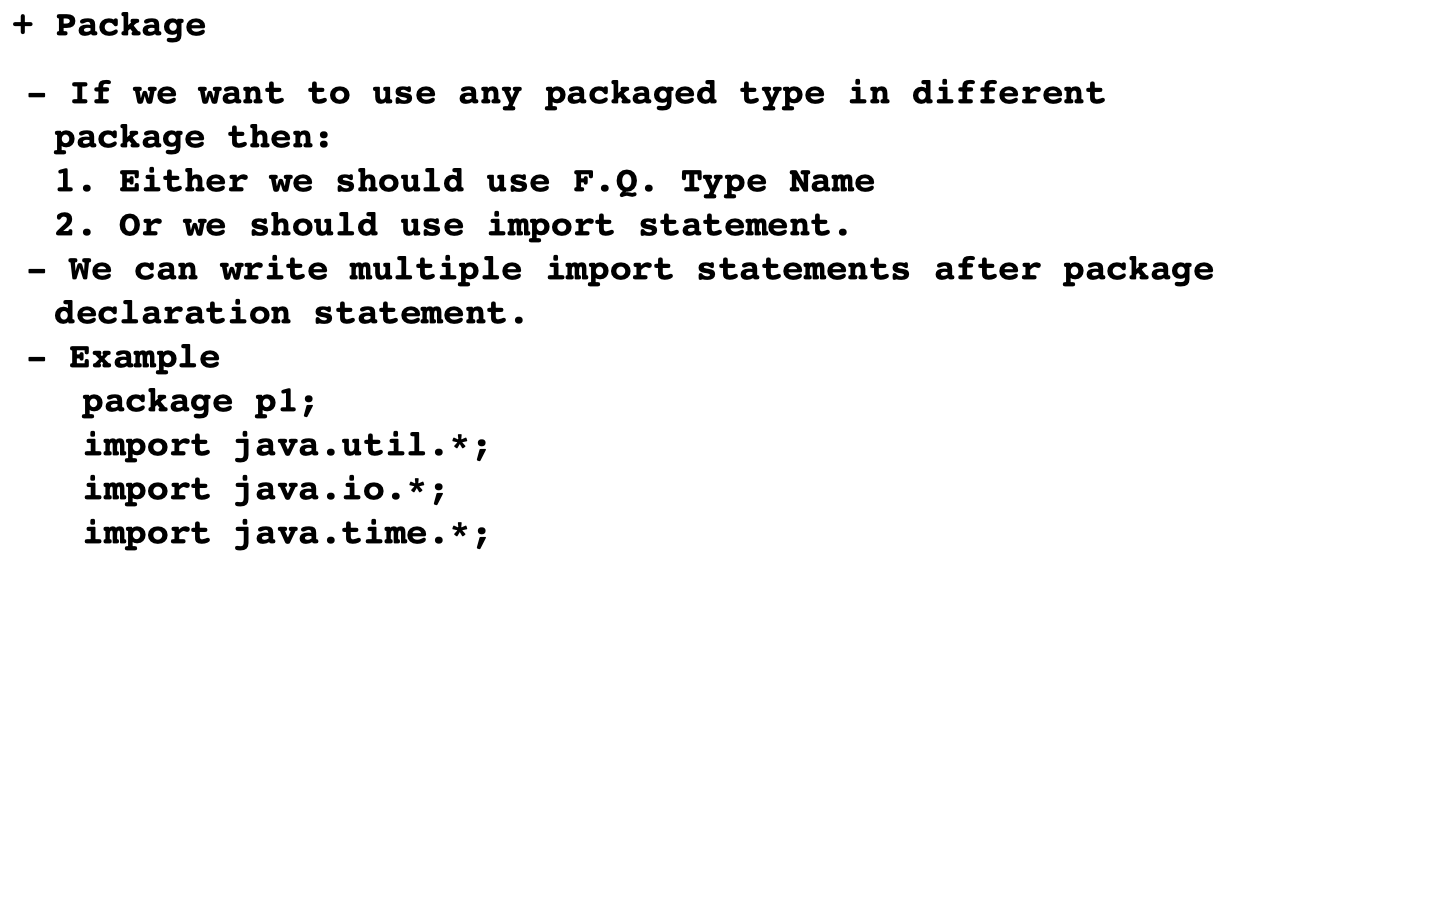 + Package
- If we want to use any packaged type in different
package then:
1. Either we should use F.Q. Type Name
2. Or we should use import statement.
- We can write multiple import statements after package
declaration statement.
- Example
package p1;
import java.util.*;
import java.io.*;
import java.time.*;